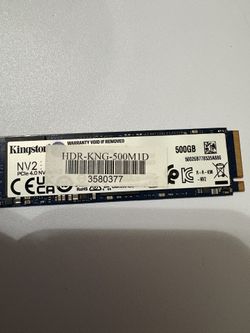 WARRANTY VOID IF REMOVED
Kingston
NV2
PCIe 4.0 NV
HDR-KNG-500M1D
3580377
500GB